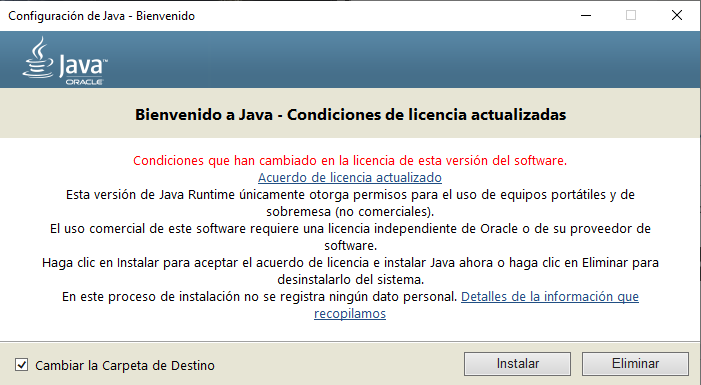 Configuración de Java - Bienvenido
Java™
ORACLE
Bienvenido a Java - Condiciones de licencia actualizadas
Condiciones que han cambiado en la licencia de esta versión del software.
Acuerdo de licencia actualizado
Esta versión de Java Runtime únicamente otorga permisos para el uso de equipos portátiles y de
sobremesa (no comerciales).
El uso comercial de este software requiere una licencia independiente de Oracle o de su proveedor de
software.
Haga clic en Instalar para aceptar el acuerdo de licencia e instalar Java ahora o haga clic en Eliminar para
desinstalarlo del sistema.
En este proceso de instalación no se registra ningún dato personal. Detalles de la información que
recopilamos
Cambiar la Carpeta de Destino
Instalar
Eliminar